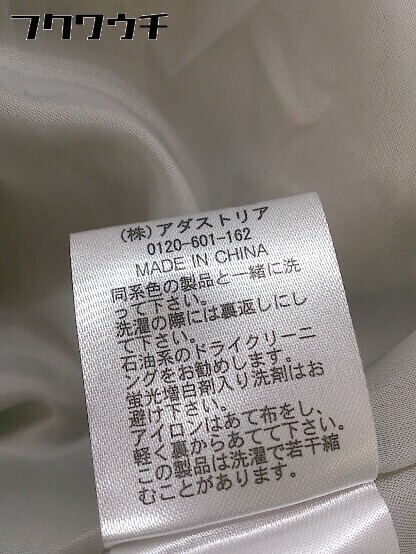 フクワウチ
(株)アダストリア
0120-601-162
MADE IN CHINA
同系色の製品と一緒に洗
って下さい。
洗濯の際には裏返しにし
て下さい。
石油系のドライクリーニ
ングをお勧めします。
蛍光増白剤入り洗剤はお
避け下さい。
アイロンはあて布をし、
軽く裏からあてて下さい。
この製品は洗濯で若干縮
むことがあります。